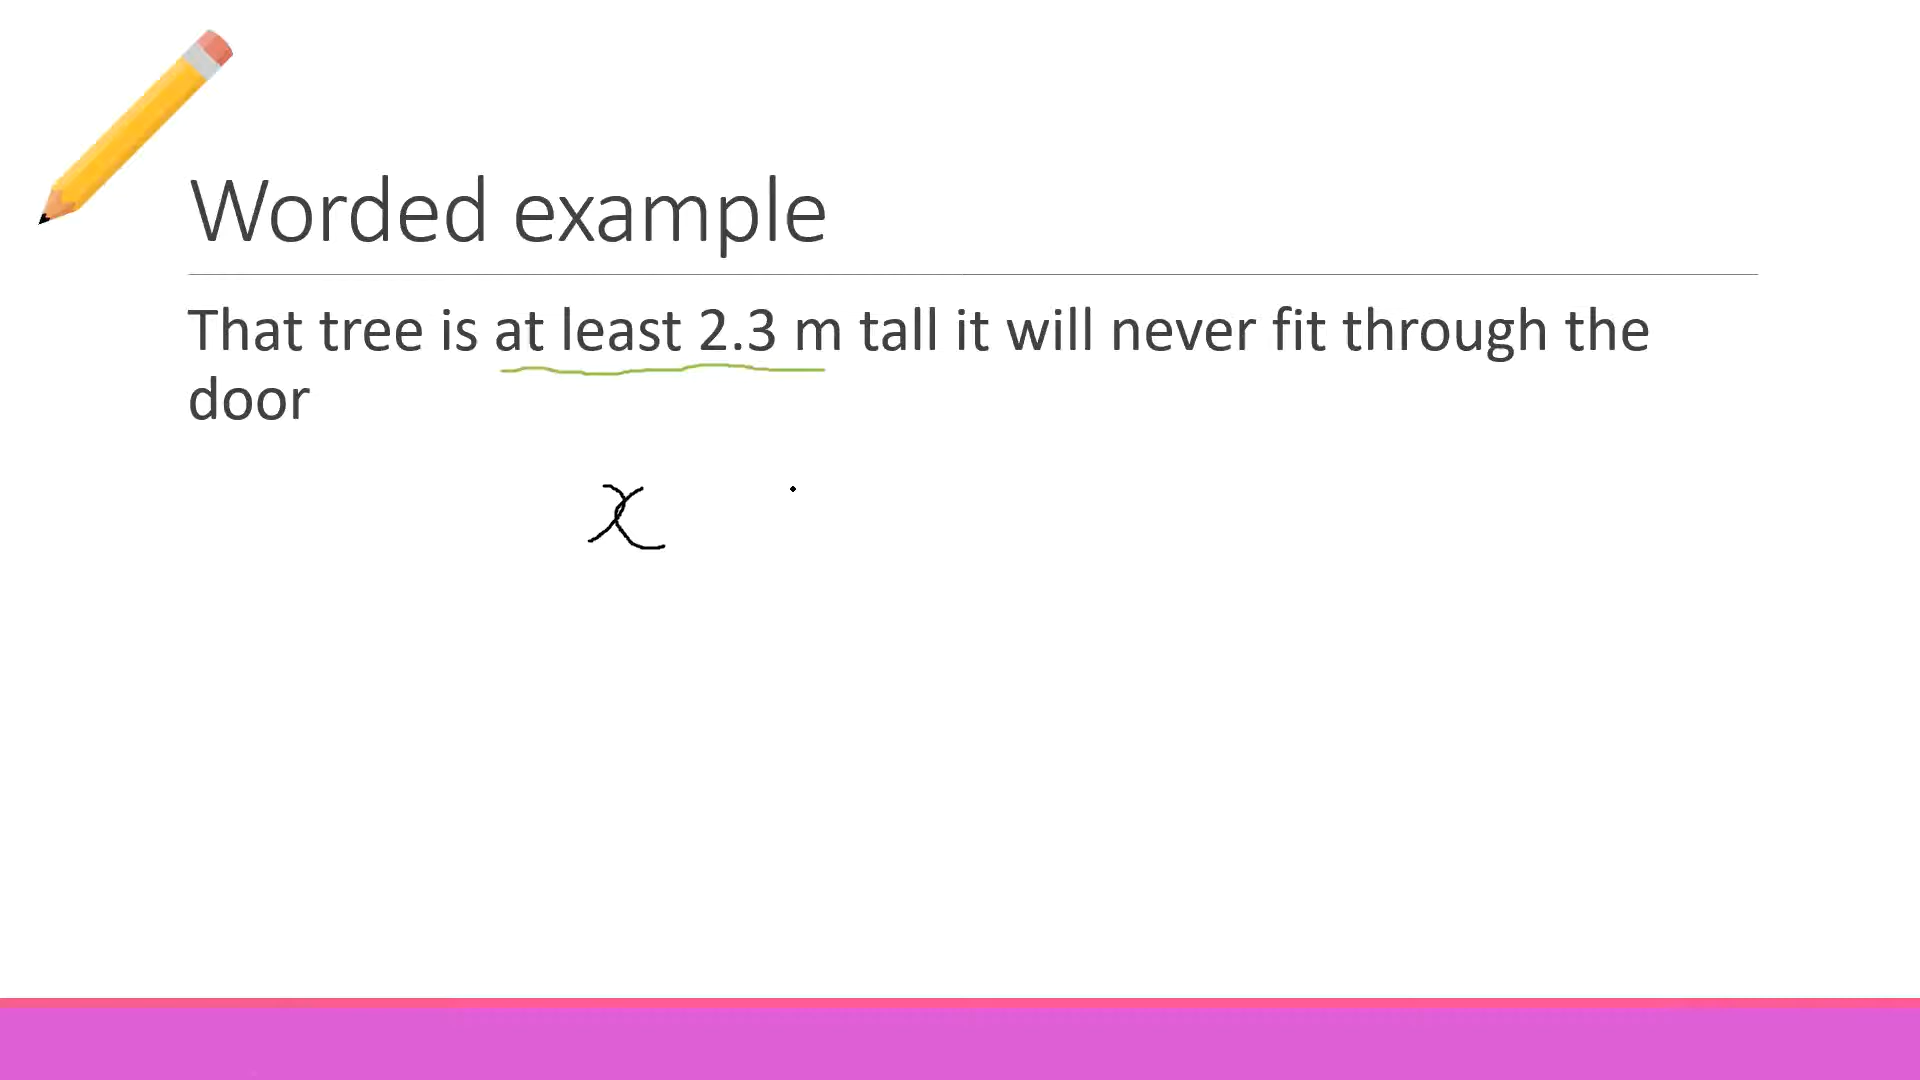 Worded example
That tree is at least 2.3 m tall it will never fit through the
door
x